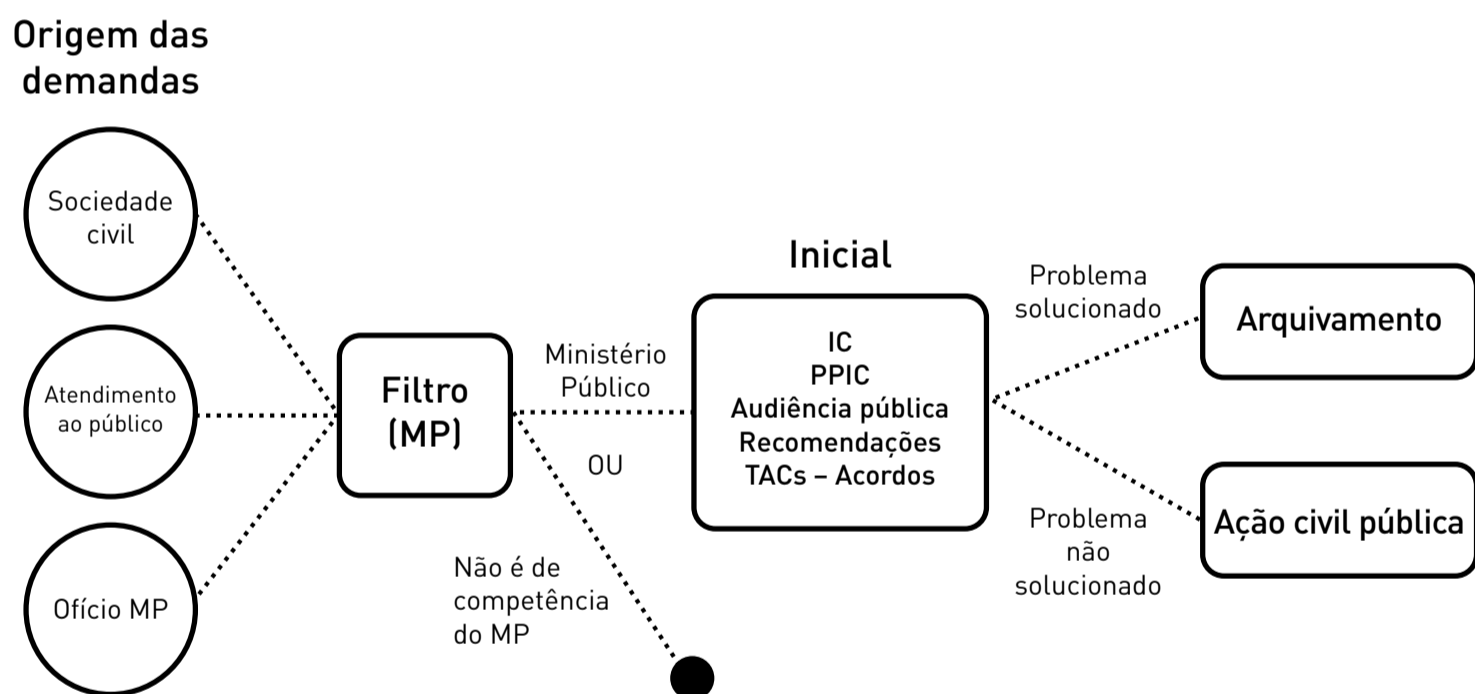 Origem das
demandas
Sociedade
civil
Atendimento
ao público
Ofício MP
Filtro
(MP)
Ministério
Público
OU
Não é de
competência
do MP
Inicial
IC
PPIC
Audiência pública
Recomendações
TACs – Acordos
Problema
solucionado
Problema
não
solucionado
Arquivamento
Ação civil pública